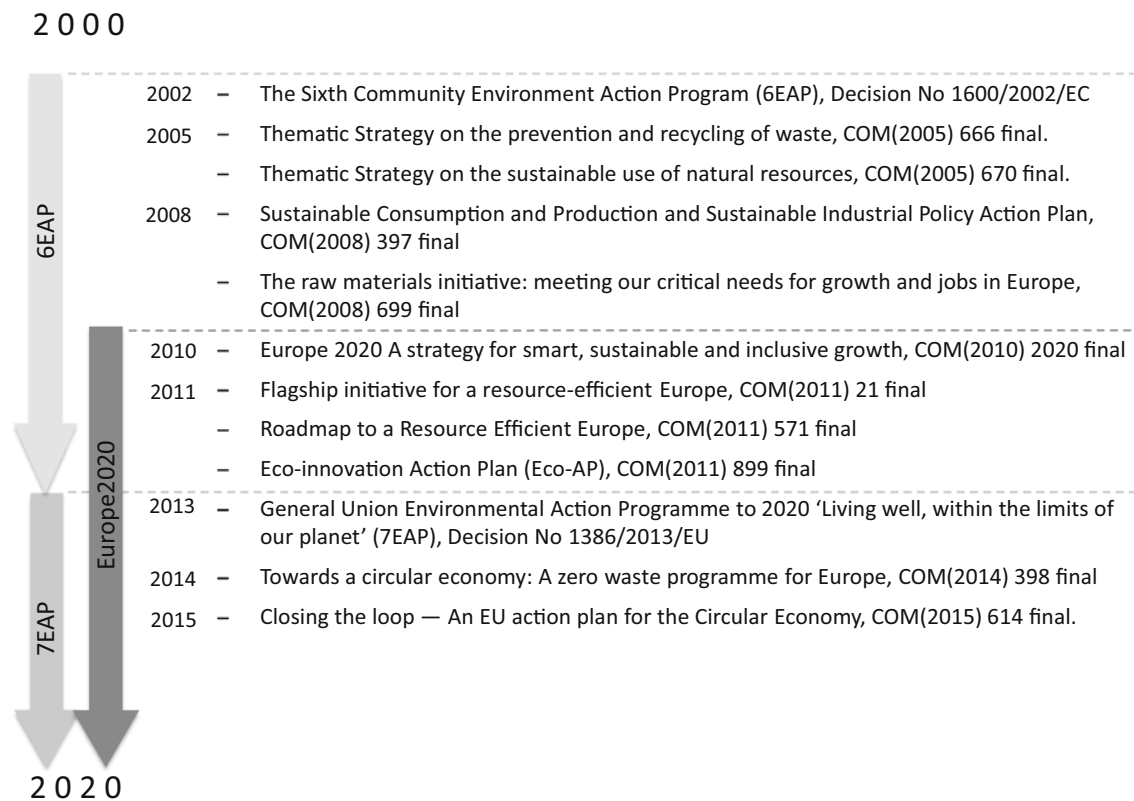 2000
2002 – The Sixth Community Environment Action Program (6EAP), Decision No 1600/2002/EC
2005 – Thematic Strategy on the prevention and recycling of waste, COM(2005) 666 final.
– Thematic Strategy on the sustainable use of natural resources, COM(2005) 670 final.
2008 – Sustainable Consumption and Production and Sustainable Industrial Policy Action Plan,
COM(2008) 397 final
– The raw materials initiative: meeting our critical needs for growth and jobs in Europe,
COM(2008) 699 final
6EAP
2010 – Europe 2020 A strategy for smart, sustainable and inclusive growth, COM(2010) 2020 final
2011 – Flagship initiative for a resource-efficient Europe, COM(2011) 21 final
– Roadmap to a Resource Efficient Europe, COM(2011) 571 final
– Eco-innovation Action Plan (Eco-AP), COM(2011) 899 final
Europe2020
2013 – General Union Environmental Action Programme to 2020 ‘Living well, within the limits of
our planet’ (7EAP), Decision No 1386/2013/EU
2014 – Towards a circular economy: A zero waste programme for Europe, COM(2014) 398 final
2015 – Closing the loop — An EU action plan for the Circular Economy, COM(2015) 614 final.
7EAP
2020